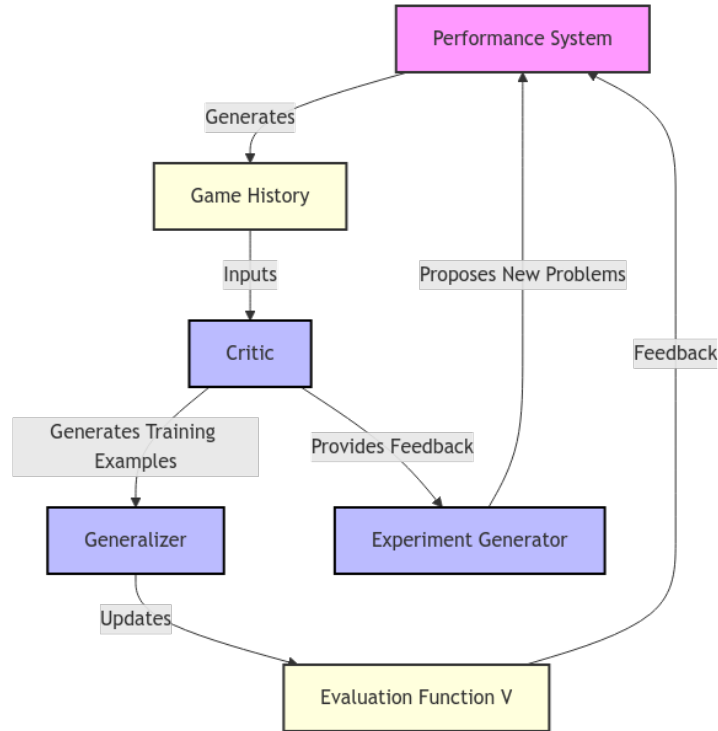 Performance System
Generates
Game History
Inputs
Proposes New Problems
Critic
Feedback
Generates Training
Examples
Provides Feedback
Generalizer
Experiment Generator
Updates
Evaluation Function V